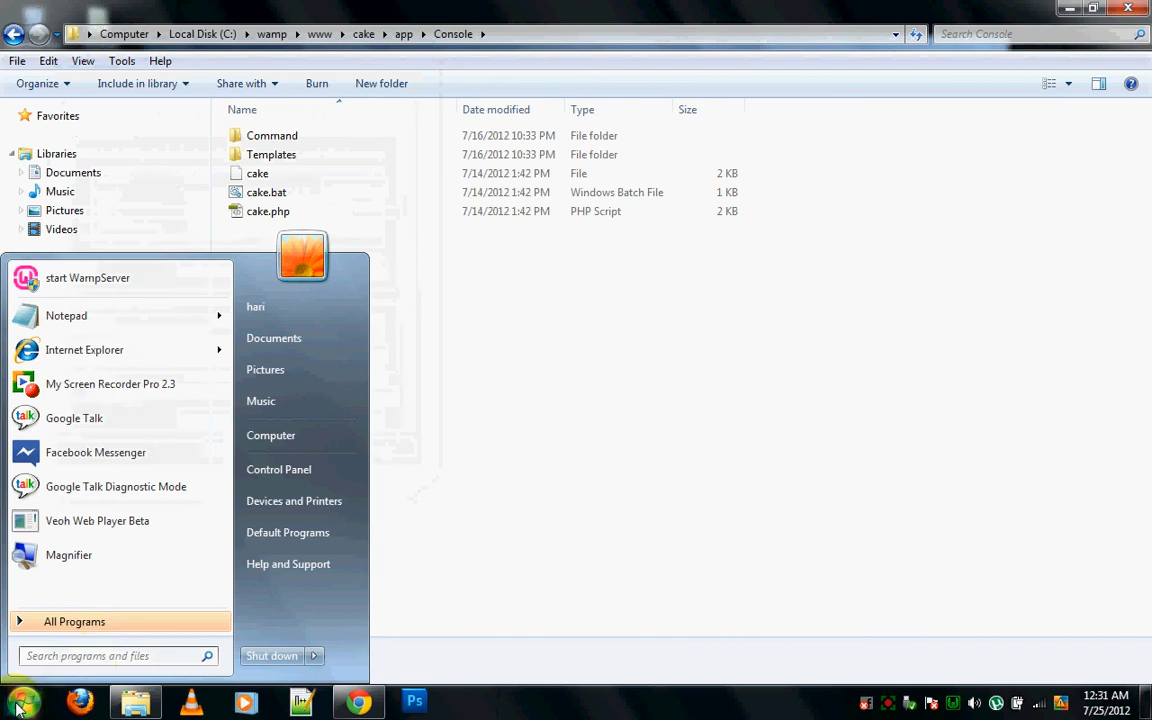 Computer Local Disk (C:) wamp www cake app Console
Search Console
File Edit View Tools Help
Organize Include in library Share with Burn New folder
Name Date modified Type Size
Favorites
Libraries
Documents
Music
Pictures
Videos
Command 7/16/2012 10:33 PM File folder
Templates 7/16/2012 10:33 PM File folder
cake 7/14/2012 1:42 PM File 2 KB
cake.bat 7/14/2012 1:42 PM Windows Batch File 1 KB
cake.php 7/14/2012 1:42 PM PHP Script 2 KB
start WampServer
Notepad
Internet Explorer
My Screen Recorder Pro 2.3
Google Talk
Facebook Messenger
Google Talk Diagnostic Mode
Veoh Web Player Beta
Magnifier
All Programs
Search programs and files
hari
Documents
Pictures
Music
Computer
Control Panel
Devices and Printers
Default Programs
Help and Support
Shut down
talk
talk
Ps
12:31 AM
7/25/2012